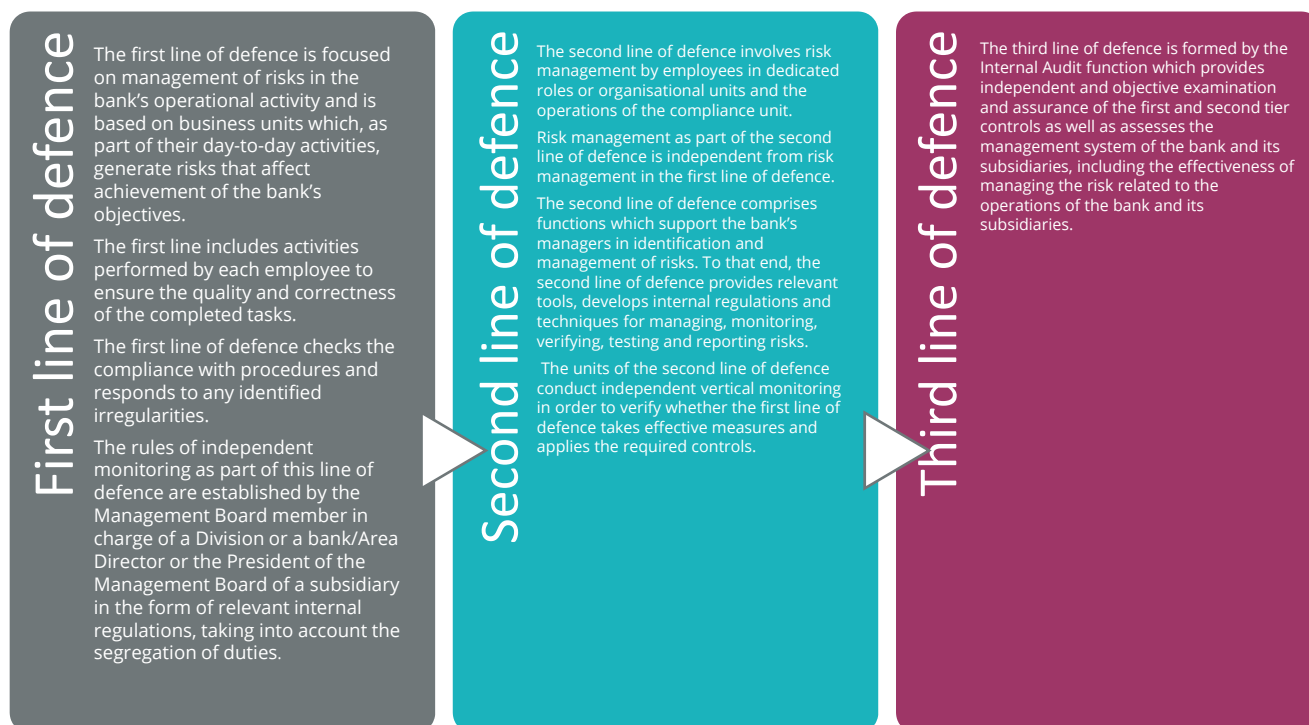 First line of defence
The first line of defence is focused
on management of risks in the
bank's operational activity and is
based on business units which, as
part of their day-to-day activities,
generate risks that affect
achievement of the bank's
objectives.
The first line includes activities
performed by each employee to
ensure the quality and correctness
of the completed tasks.
The first line of defence checks the
compliance with procedures and
responds to any identified
irregularities.
The rules of independent
monitoring as part of this line of
defence are established by the
Management Board member in
charge of a Division or a bank/Area
Director or the President of the
Management Board of a subsidiary
in the form of relevant internal
regulations, taking into account the
segregation of duties.
Second line of defence
The second line of defence involves risk
management by employees in dedicated
roles or organisational units and the
operations of the compliance unit.
Risk management as part of the second
line of defence is independent from risk
management in the first line of defence.
The second line of defence comprises
functions which support the bank's
managers in identification and
management of risks. To that end, the
second line of defence provides relevant
tools, develops internal regulations and
techniques for managing, monitoring,
verifying, testing and reporting risks.
The units of the second line of defence
conduct independent vertical monitoring
in order to verify whether the first line of
defence takes effective measures and
applies the required controls.
Third line of defence
The third line of defence is formed by the
Internal Audit function which provides
independent and objective examination
and assurance of the first and second tier
controls as well as assesses the
management system of the bank and its
subsidiaries, including the effectiveness of
managing the risk related to the
operations of the bank and its
subsidiaries.